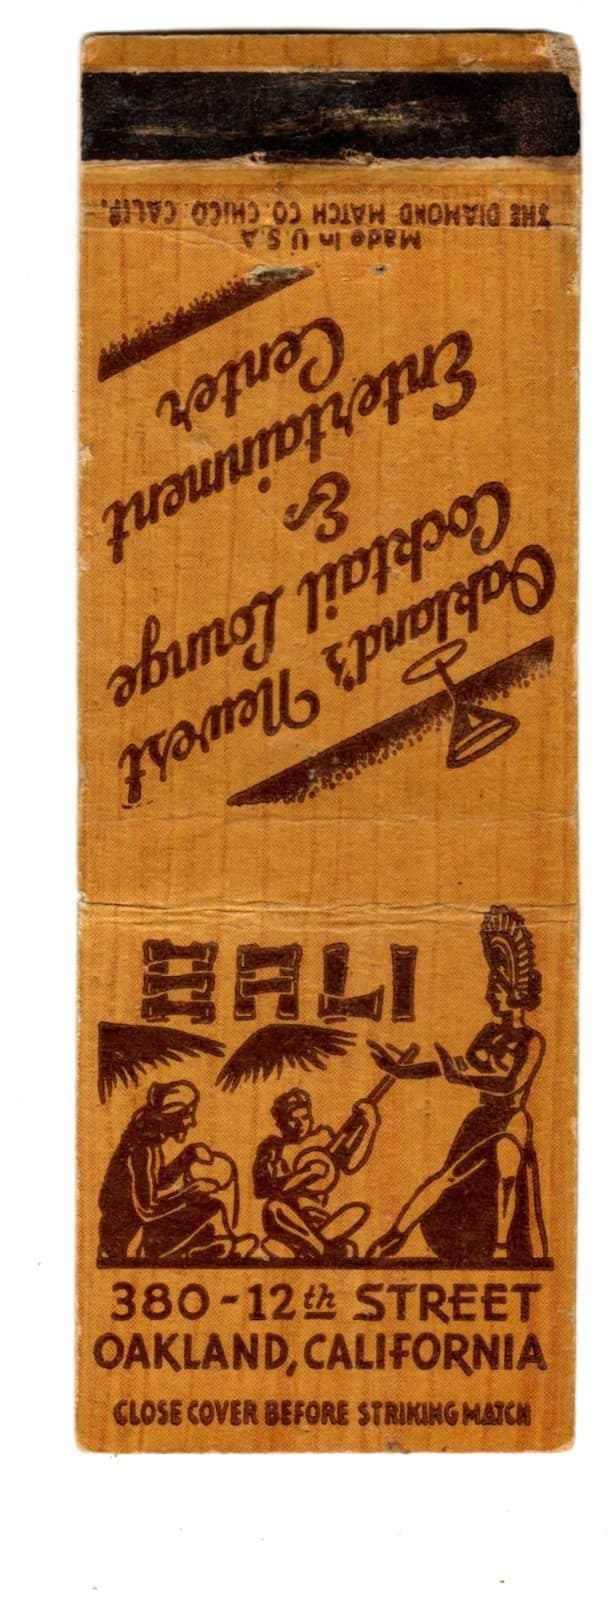 BALI
380-12th STREET
OAKLAND, CALIFORNIA
CLOSE COVER BEFORE STRIKING MATCH
Oakland's Newest
Cocktail Lounge
&
Entertainment
Center
Made In U.S.A
THE DIAMOND MATCH CO. CHICO. CALIF.